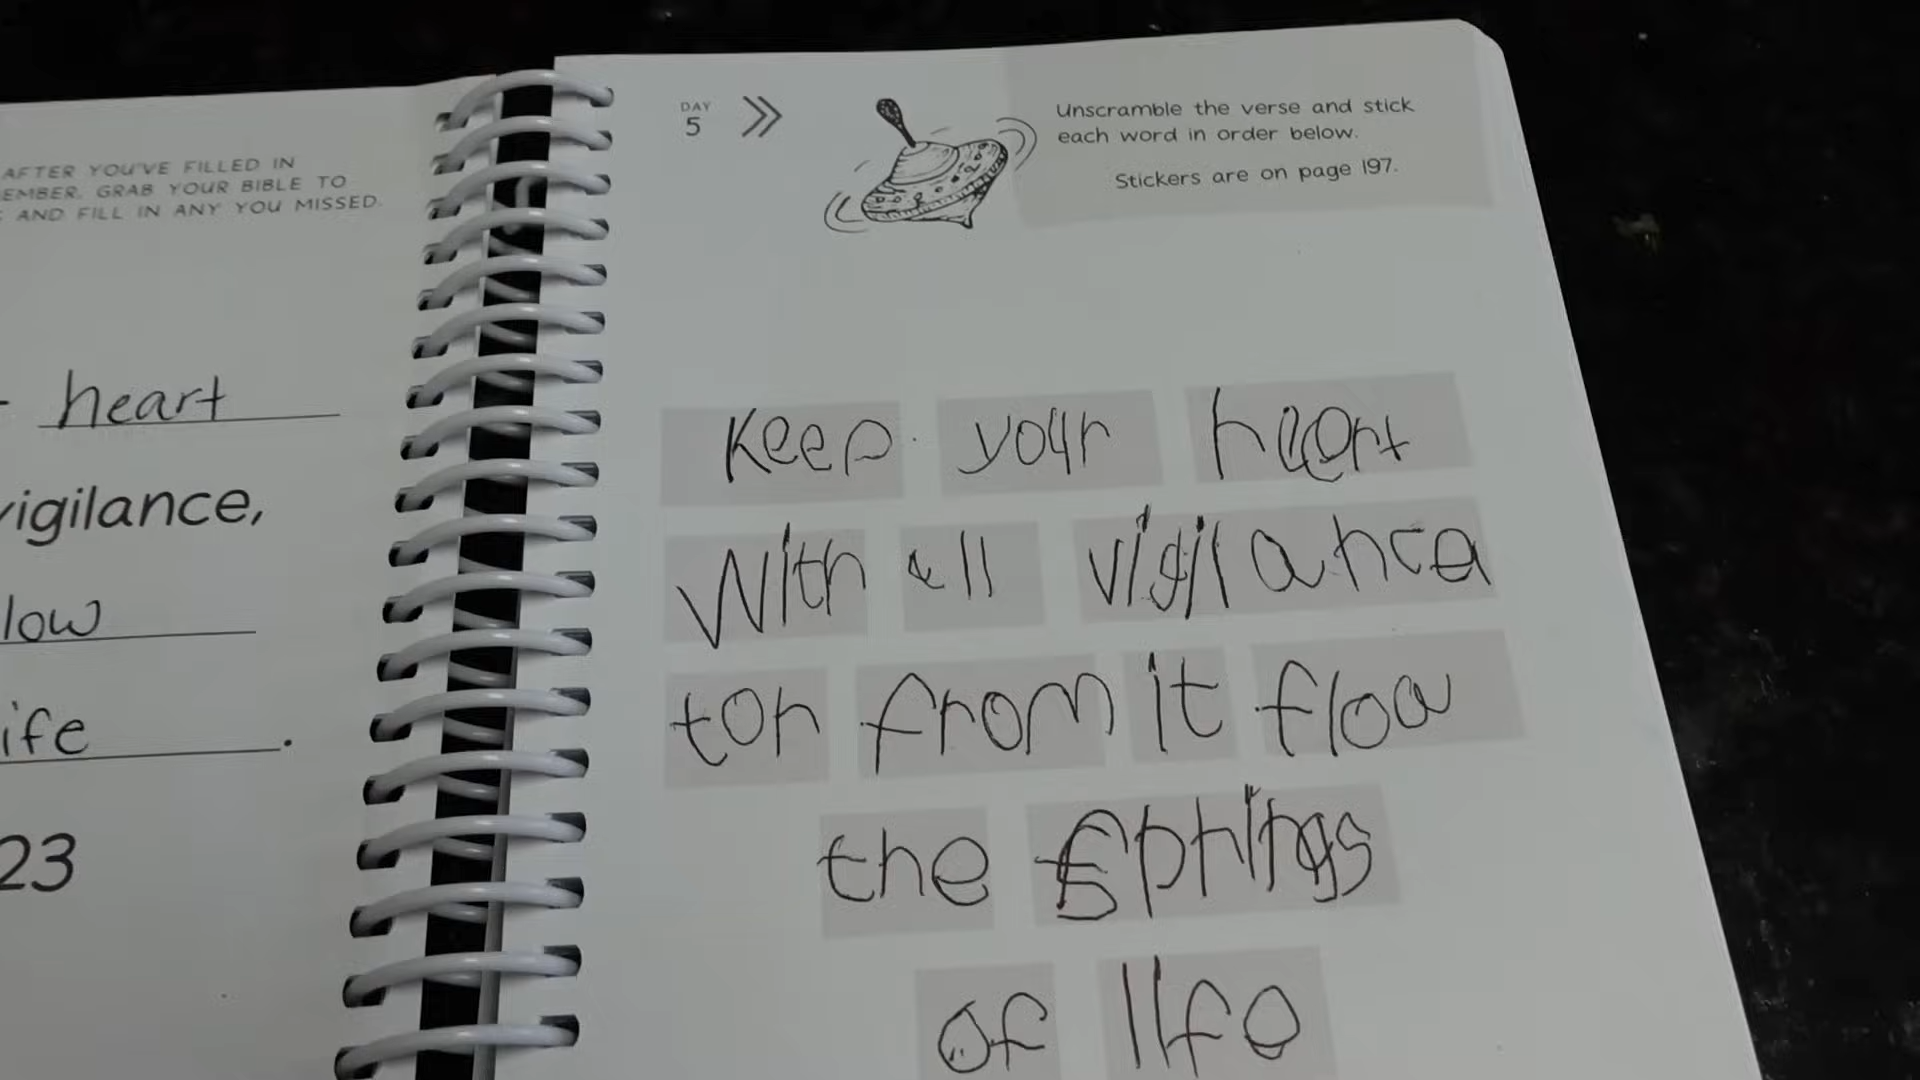 AFTER YOU'VE FILLED IN
EMBER, GRAB YOUR BIBLE TO
AND FILL IN ANY YOU MISSED.
heart
vigilance,
low
ife.
23
DAY
5
Unscramble the verse and stick
each word in order below.
Stickers are on page 197.
Keep your heart
With all vigilance
for from it flow
the springs
of life